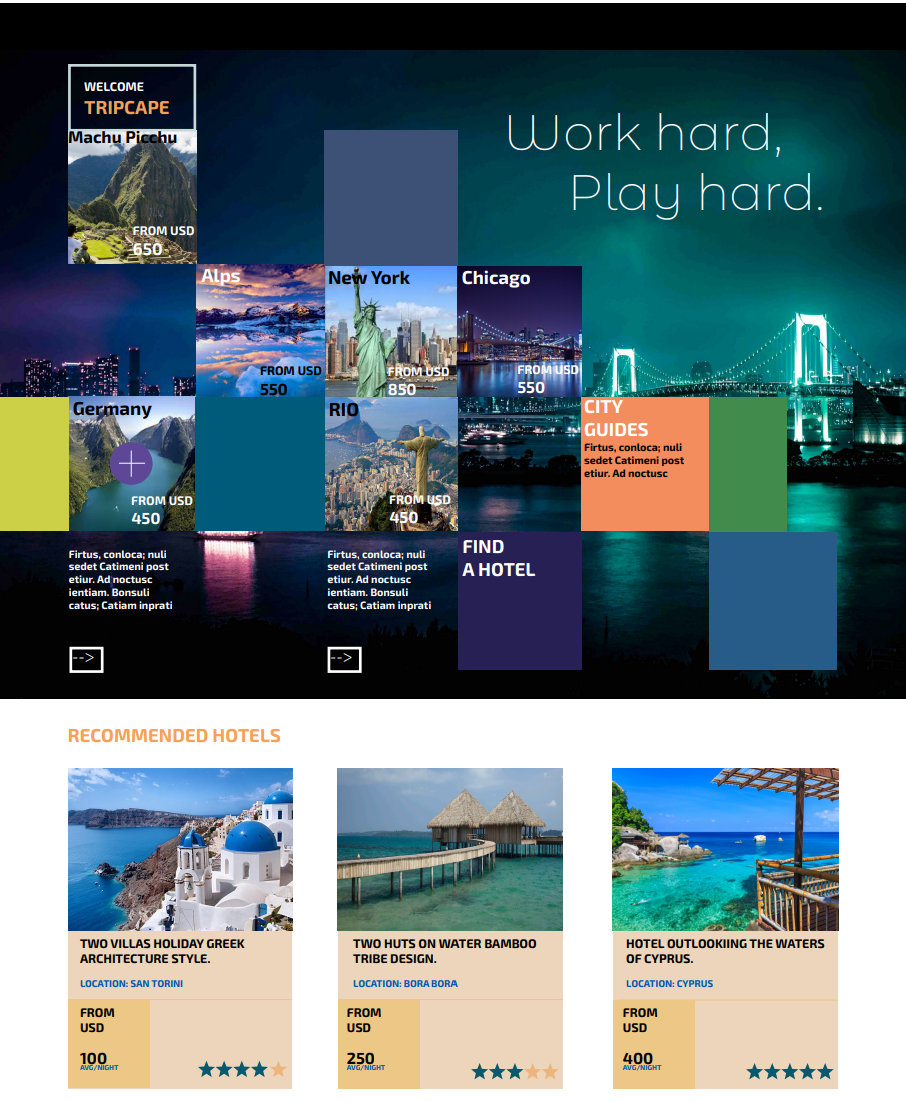 WELCOME
TRIPCAPE
Work hard,
Play hard.
Machu Picchu
FROM USD
650
Alps
FROM USD
550
New York
FROM USD
850
Chicago
FROM USD
550
Germany
FROM USD
450
RIO
FROM USD
450
CITY
GUIDES
Firtus, conloca; nuli
sedet Catimeni post
etiur. Ad noctusc
Firtus, conloca; nuli
sedet Catimeni post
etiur. Ad noctusc
ientiam. Bonsuli
catus; Catiam inprati
-->
Firtus, conloca; nuli
sedet Catimeni post
etiur. Ad noctusc
ientiam. Bonsuli
catus; Catiam inprati
-->
FIND
A HOTEL
RECOMMENDED HOTELS
TWO VILLAS HOLIDAY GREEK
ARCHITECTURE STYLE.
LOCATION: SAN TORINI
FROM
USD
100
AVG/NIGHT
TWO HUTS ON WATER BAMBOO
TRIBE DESIGN.
LOCATION: BORA BORA
FROM
USD
250
AVG/NIGHT
HOTEL OUTLOOKIING THE WATERS
OF CYPRUS.
LOCATION: CYPRUS
FROM
USD
400
AVG/NIGHT